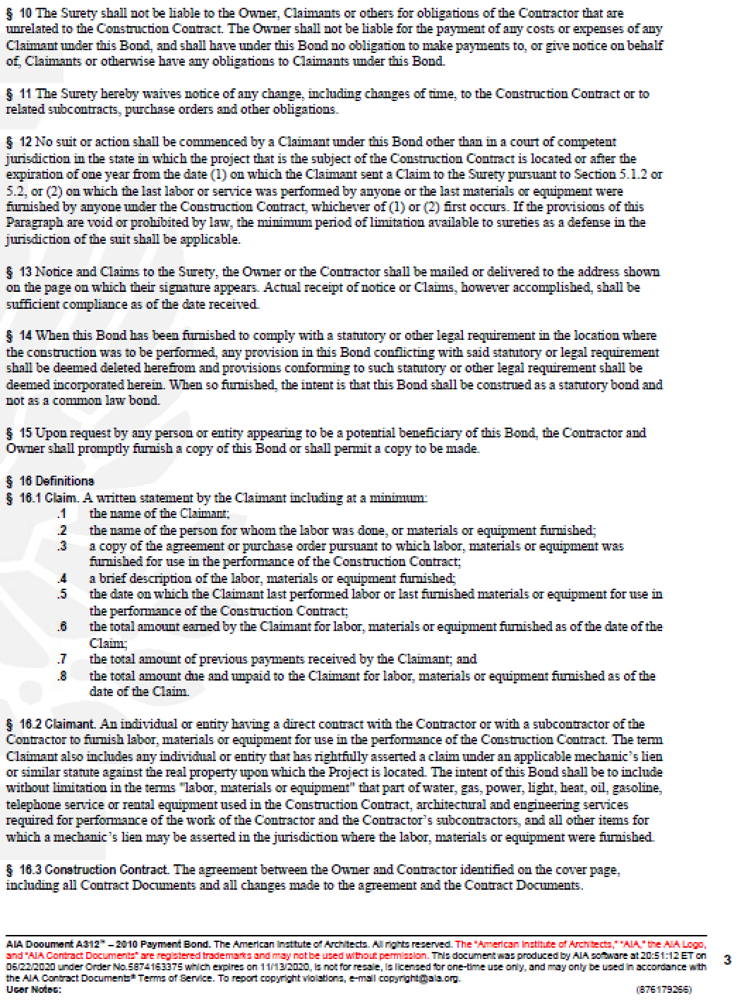 § 10 The Surety shall not be liable to the Owner, Claimants or others for obligations of the Contractor that are
unrelated to the Construction Contract. The Owner shall not be liable for the payment of any costs or expenses of any
Claimant under this Bond, and shall have under this Bond no obligation to make payments to, or give notice on behalf
of, Claimants or otherwise have any obligations to Claimants under this Bond.
§ 11 The Surety hereby waives notice of any change, including changes of time, to the Construction Contract or to
related subcontracts, purchase orders and other obligations.
§ 12 No suit or action shall be commenced by a Claimant under this Bond other than in a court of competent
jurisdiction in the state in which the project that is the subject of the Construction Contract is located or after the
expiration of one year from the date (1) on which the Claimant sent a Claim to the Surety pursuant to Section 5.1.2 or
5.2, or (2) on which the last labor or service was performed by anyone or the last materials or equipment were
furnished by anyone under the Construction Contract, whichever of (1) or (2) first occurs. If the provisions of this
Paragraph are void or prohibited by law, the minimum period of limitation available to sureties as a defense in the
jurisdiction of the suit shall be applicable.
§ 13 Notice and Claims to the Surety, the Owner or the Contractor shall be mailed or delivered to the address shown
on the page on which their signature appears. Actual receipt of notice or Claims, however accomplished, shall be
sufficient compliance as of the date received.
§ 14 When this Bond has been furnished to comply with a statutory or other legal requirement in the location where
the construction was to be performed, any provision in this Bond conflicting with said statutory or legal requirement
shall be deemed deleted herefrom and provisions conforming to such statutory or other legal requirement shall be
deemed incorporated herein. When so furnished, the intent is that this Bond shall be construed as a statutory bond and
not as a common law bond.
§ 15 Upon request by any person or entity appearing to be a potential beneficiary of this Bond, the Contractor and
Owner shall promptly furnish a copy of this Bond or shall permit a copy to be made.
§ 16 Definitions
§ 16.1 Claim. A written statement by the Claimant including at a minimum:
.1 the name of the Claimant;
.2 the name of the person for whom the labor was done, or materials or equipment furnished;
.3 a copy of the agreement or purchase order pursuant to which labor, materials or equipment was
furnished for use in the performance of the Construction Contract;
.4 a brief description of the labor, materials or equipment furnished;
.5 the date on which the Claimant last performed labor or last furnished materials or equipment for use in
the performance of the Construction Contract;
.6 the total amount earned by the Claimant for labor, materials or equipment furnished as of the date of the
Claim;
.7 the total amount of previous payments received by the Claimant; and
.8 the total amount due and unpaid to the Claimant for labor, materials or equipment furnished as of the
date of the Claim.
§ 16.2 Claimant. An individual or entity having a direct contract with the Contractor or with a subcontractor of the
Contractor to furnish labor, materials or equipment for use in the performance of the Construction Contract. The term
Claimant also includes any individual or entity that has rightfully asserted a claim under an applicable mechanic's lien
or similar statute against the real property upon which the Project is located. The intent of this Bond shall be to include
without limitation in the terms "labor, materials or equipment" that part of water, gas, power, light, heat, oil, gasoline,
telephone service or rental equipment used in the Construction Contract, architectural and engineering services
required for performance of the work of the Contractor and the Contractor's subcontractors, and all other items for
which a mechanic's lien may be asserted in the jurisdiction where the labor, materials or equipment were furnished.
§ 16.3 Construction Contract. The agreement between the Owner and Contractor identified on the cover page,
including all Contract Documents and all changes made to the agreement and the Contract Documents.
AIA Document A312™ – 2010 Payment Bond. The American Institute of Architects. All rights reserved. The "American Institute of Architects," "AIA," the AIA Logo,
and "AIA Contract Documents" are registered trademarks and may not be used without permission. This document was produced by AIA software at 20:51:12 ET on
06/22/2020 under Order No.5874163375 which expires on 11/13/2020, is not for resale, is licensed for one-time use only, and may only be used in accordance with
the AIA Contract Documents® Terms of Service. To report copyright violations, e-mail copyright@aia.org.
User Notes: (876179266)
3